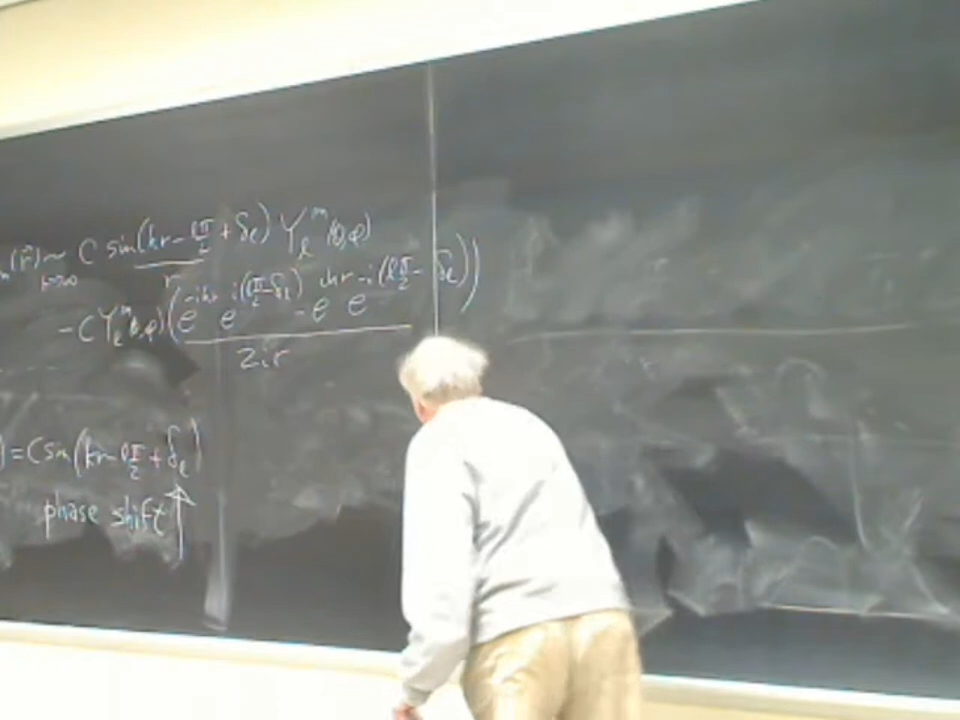 (r⃗) ~ C sin(kr - lπ/2 + δ_l)/r Y_l^m(θ,φ)
r→∞
-C Y_l^m(θ,φ) (e^{-ikr} e^{i(lπ/2 - δ_l)} - e^{ikr} e^{-i(lπ/2 - δ_l)})/2ir
) = C sin(kr - lπ/2 + δ_l)
phase shift ↑